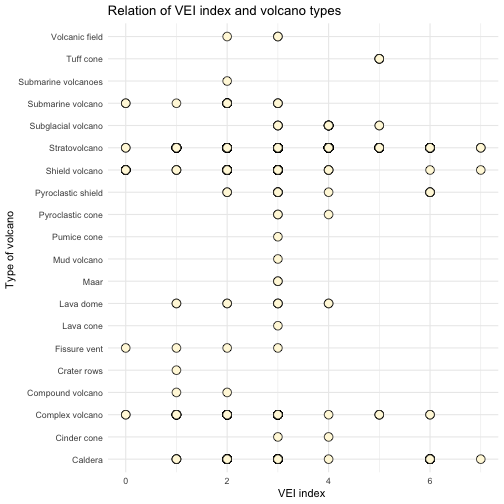 Relation of VEI index and volcano types
Volcanic field
Tuff cone
Submarine volcanoes
Submarine volcano
Subglacial volcano
Stratovolcano
Shield volcano
Pyroclastic shield
Pyroclastic cone
Pumice cone
Mud volcano
Maar
Lava dome
Lava cone
Fissure vent
Crater rows
Compound volcano
Complex volcano
Cinder cone
Caldera
Type of volcano
0 2 4 6
VEI index